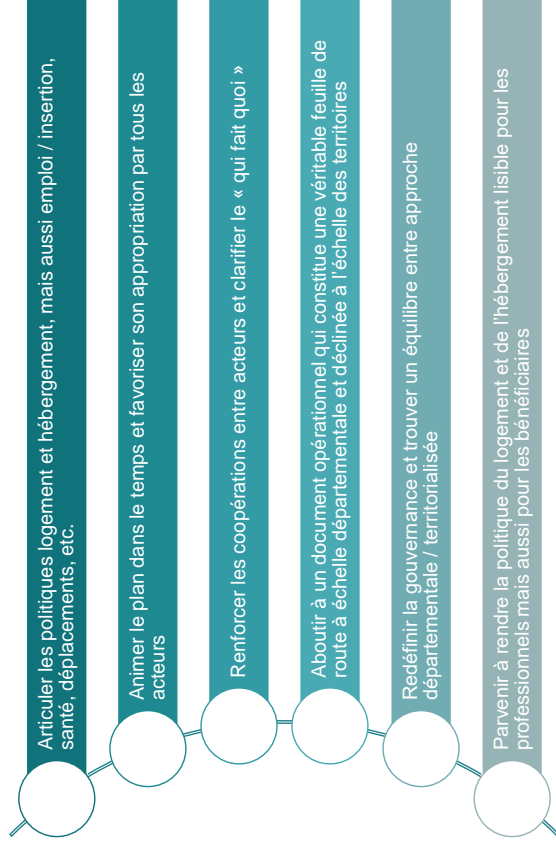 Articuler les politiques logement et hébergement, mais aussi emploi / insertion,
santé, déplacements, etc.
Animer le plan dans le temps et favoriser son appropriation par tous les
acteurs
Renforcer les coopérations entre acteurs et clarifier le « qui fait quoi »
Aboutir à un document opérationnel qui constitue une véritable feuille de
route à échelle départementale et déclinée à l’échelle des territoires
Redéfinir la gouvernance et trouver un équilibre entre approche
départementale / territorialisée
Parvenir à rendre la politique du logement et de l’hébergement lisible pour les
professionnels mais aussi pour les bénéficiaires